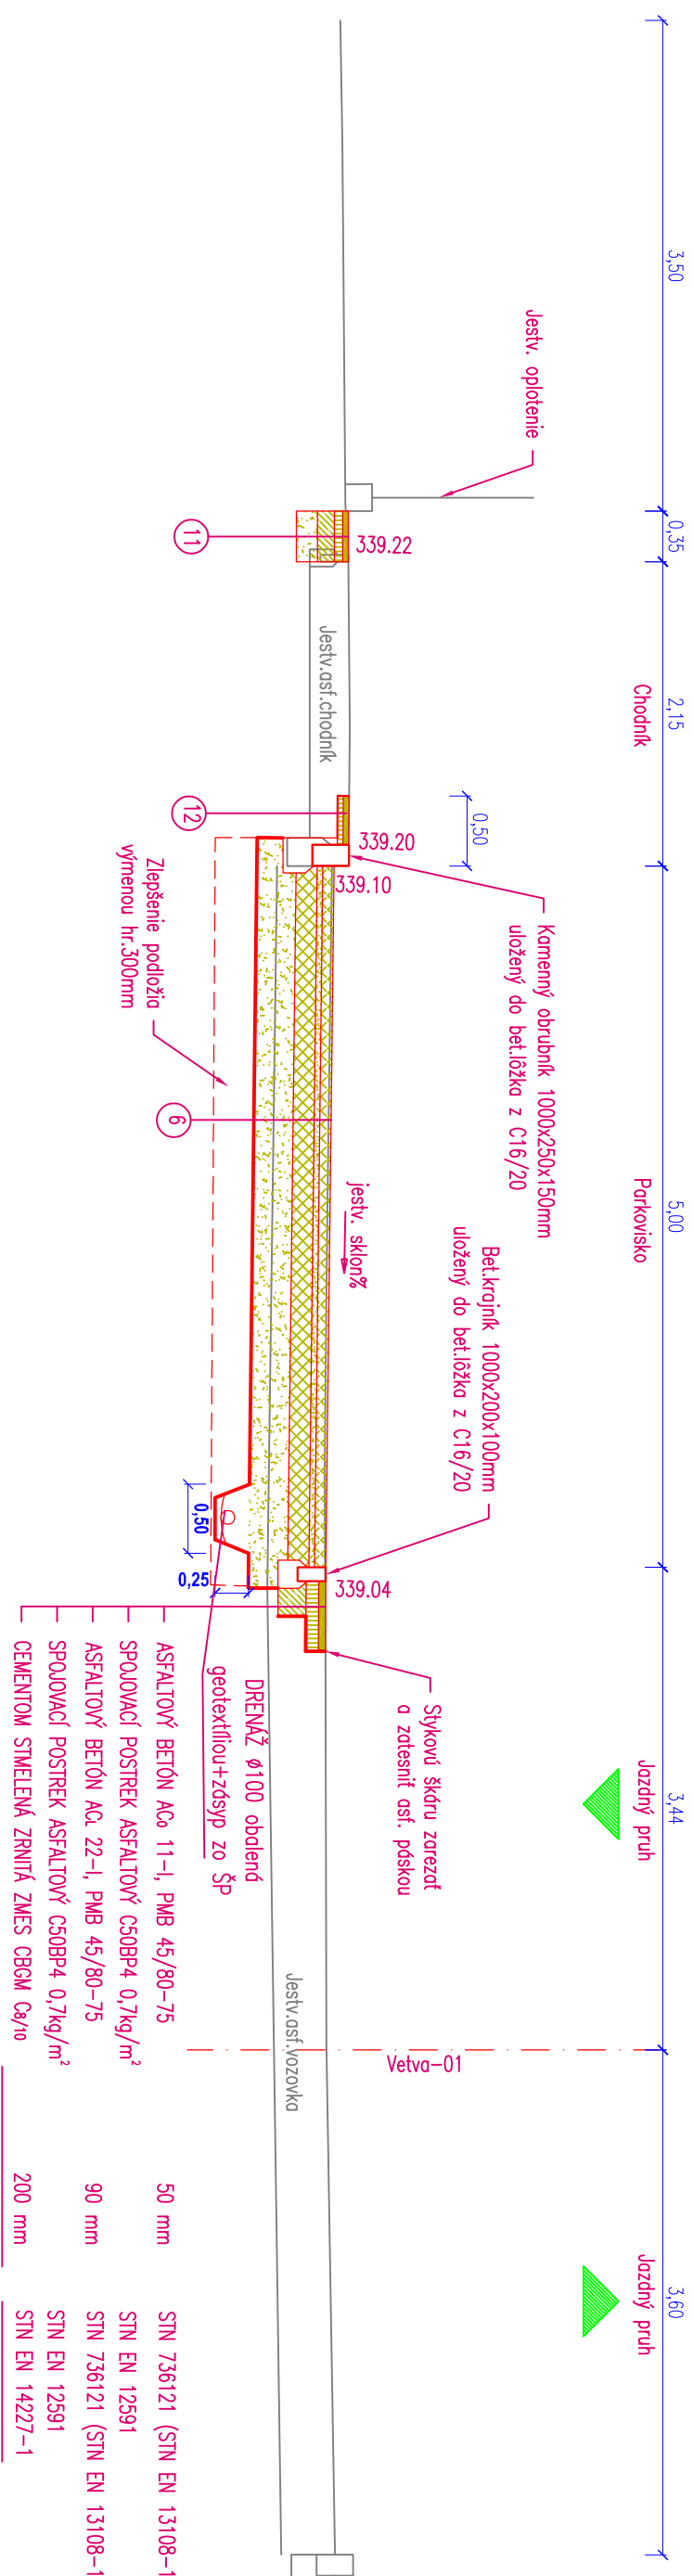 3,50
0,35
2,15
5,00
3,44
3,60
Chodník
Parkovisko
Jazdný pruh
Jazdný pruh
Jestv. oplotenie
0,50
Kamenný obrubník 1000x250x150mm
uložený do bet.lôžka z C16/20
Bet.krajník 1000x200x100mm
uložený do bet.lôžka z C16/20
Stykovú škáru zarezať
a zatesniť asf. páskou
Vetva-01
339.22
339.20
339.10
339.04
jestv. sklon%
Jestv.asf.chodník
Jestv.asf.vozovka
11
12
6
Zlepšenie podložia
výmenou hr.300mm
0,50
0,25
DRENÁŽ ø100 obalená
geotextíliou+zásyp zo ŠP
ASFALTOVÝ BETÓN ACo 11-I, PMB 45/80-75 50 mm STN 736121 (STN EN 13108-1
SPOJOVACÍ POSTREK ASFALTOVÝ C50BP4 0,7kg/m² STN EN 12591
ASFALTOVÝ BETÓN ACL 22-I, PMB 45/80-75 90 mm STN 736121 (STN EN 13108-1
SPOJOVACÍ POSTREK ASFALTOVÝ C50BP4 0,7kg/m² STN EN 12591
CEMENTOM STMELENÁ ZRNITÁ ZMES CBGM C8/10 200 mm STN EN 14227-1